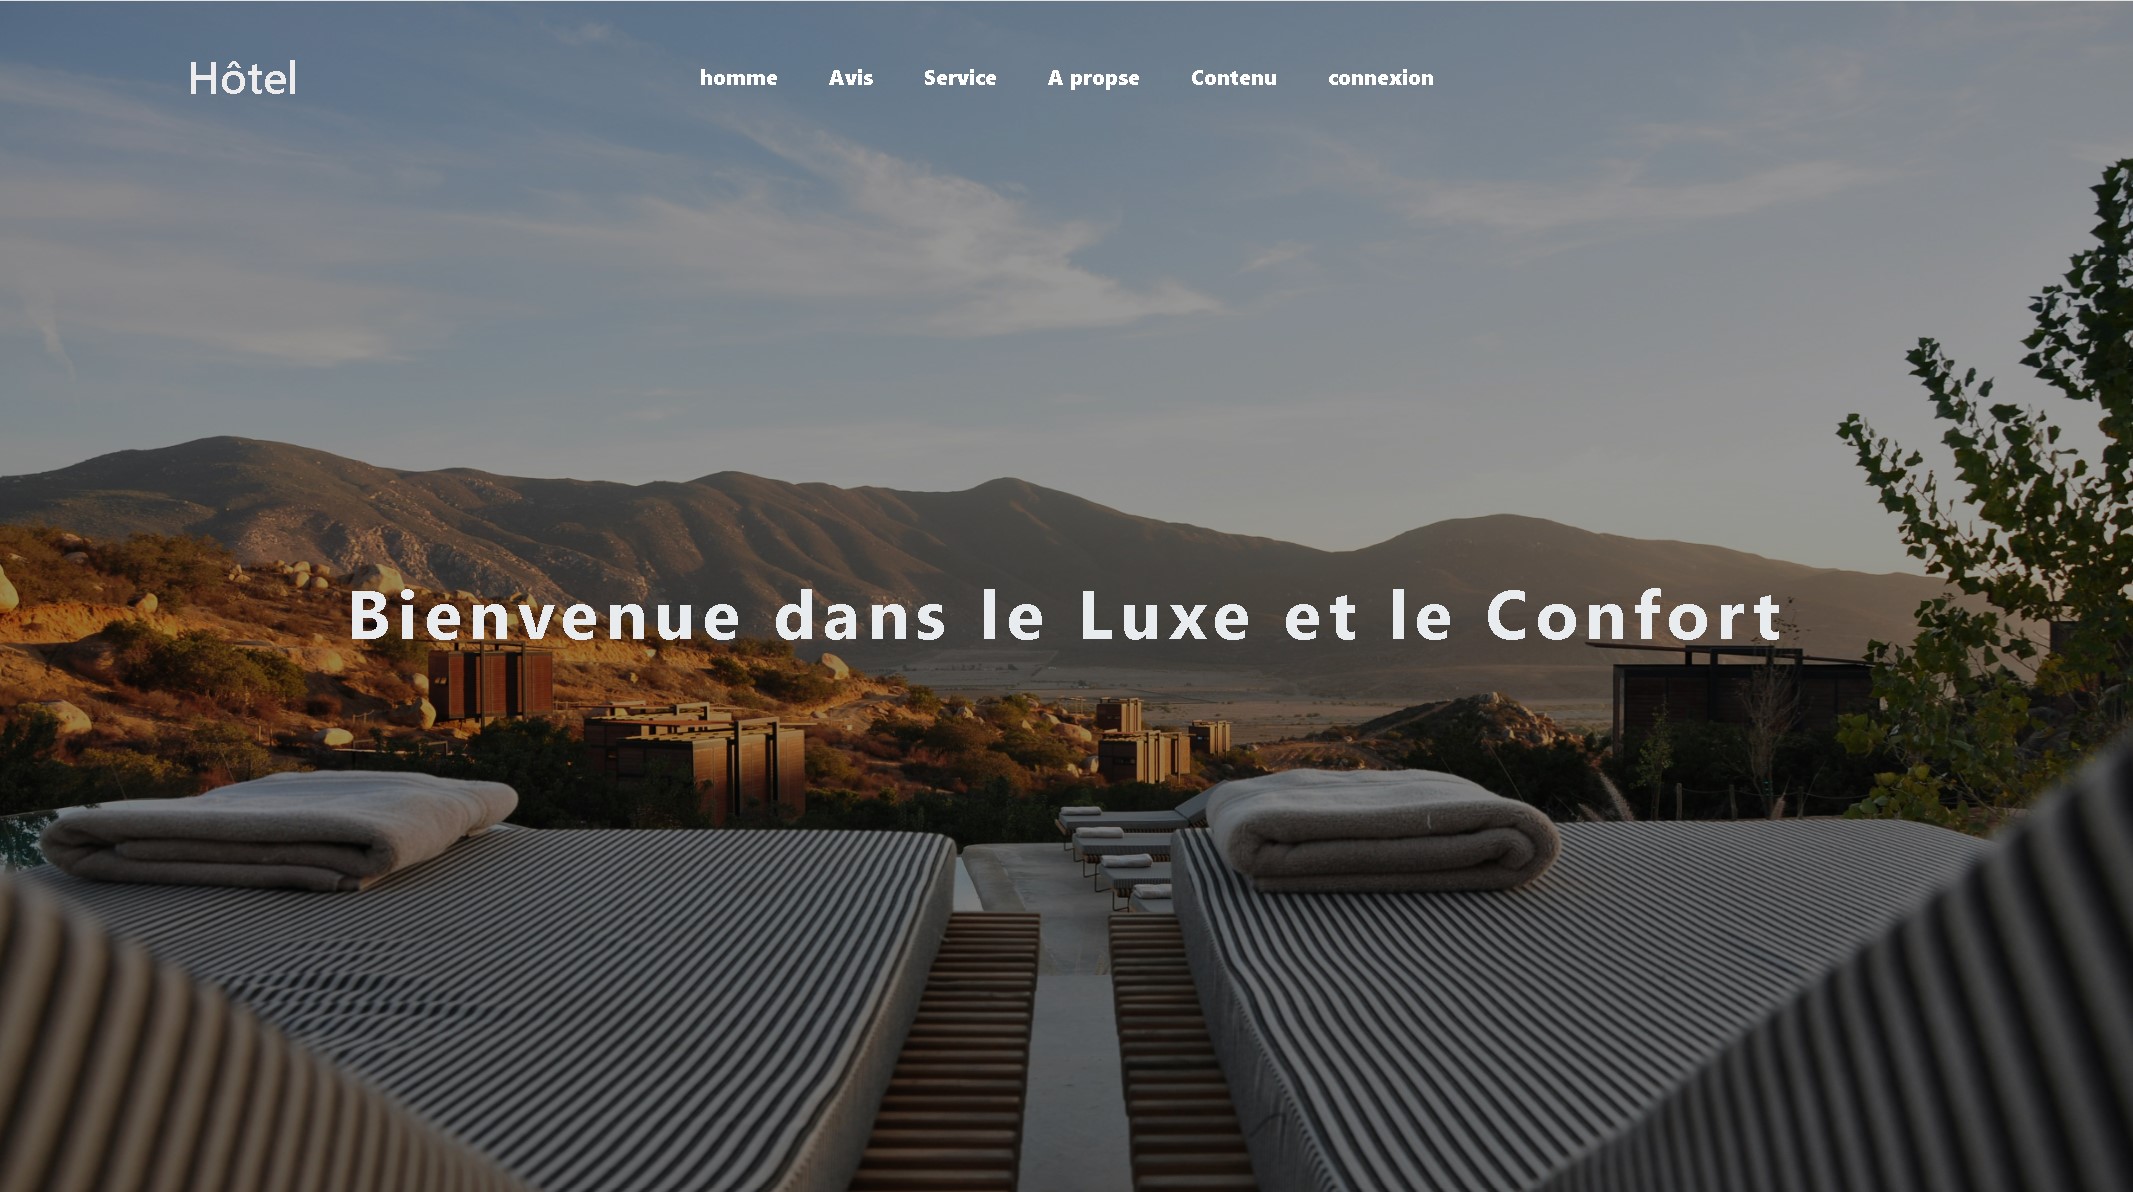 Hôtel
homme Avis Service A propse Contenu connexion
Bienvenue dans le Luxe et le Confort